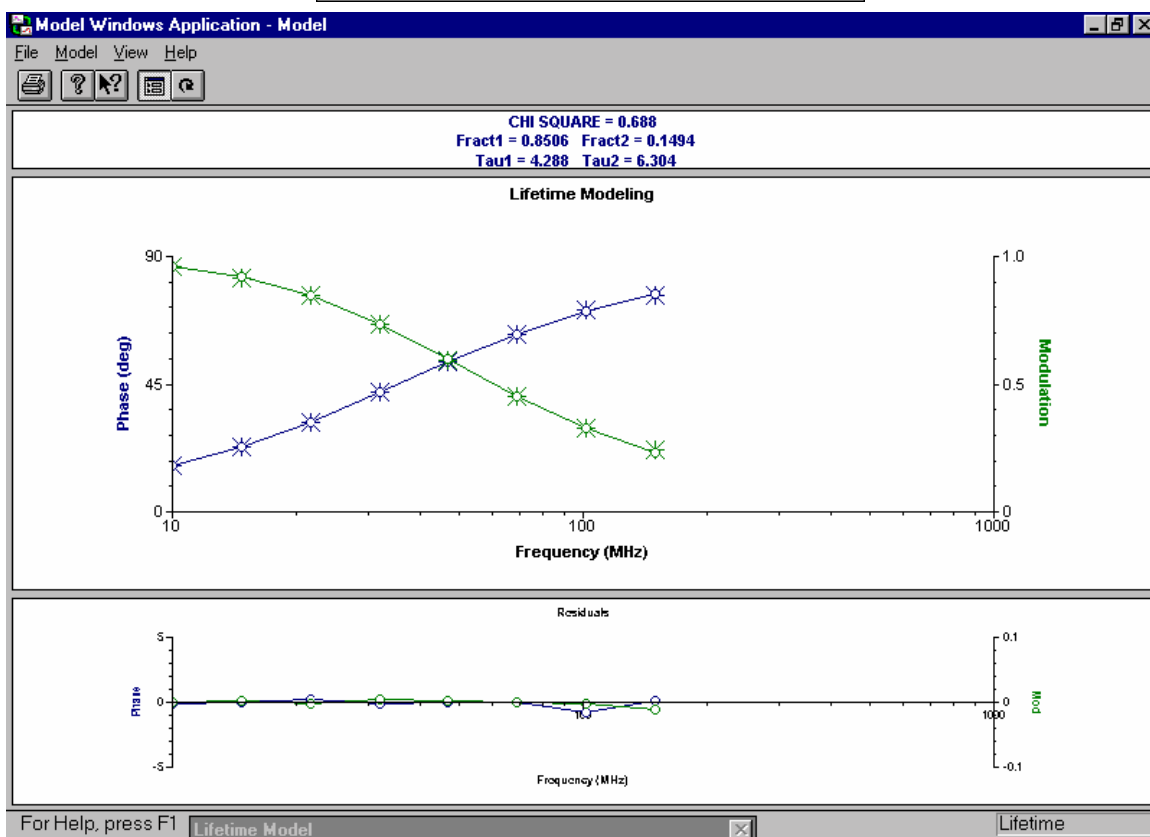 Model Windows Application - Model
File Model View Help
CHI SQUARE = 0.688
Fract1 = 0.8506 Fract2 = 0.1494
Tau1 = 4.288 Tau2 = 6.304
Lifetime Modeling
90
1.0
Phase (deg)
45
0.5
Modulation
0
0
10
100
1000
Frequency (MHz)
Residuals
5
0.1
Phase
0
0
Mod
100
1000
-5
-0.1
Frequency (MHz)
For Help, press F1
Lifetime Model
Lifetime